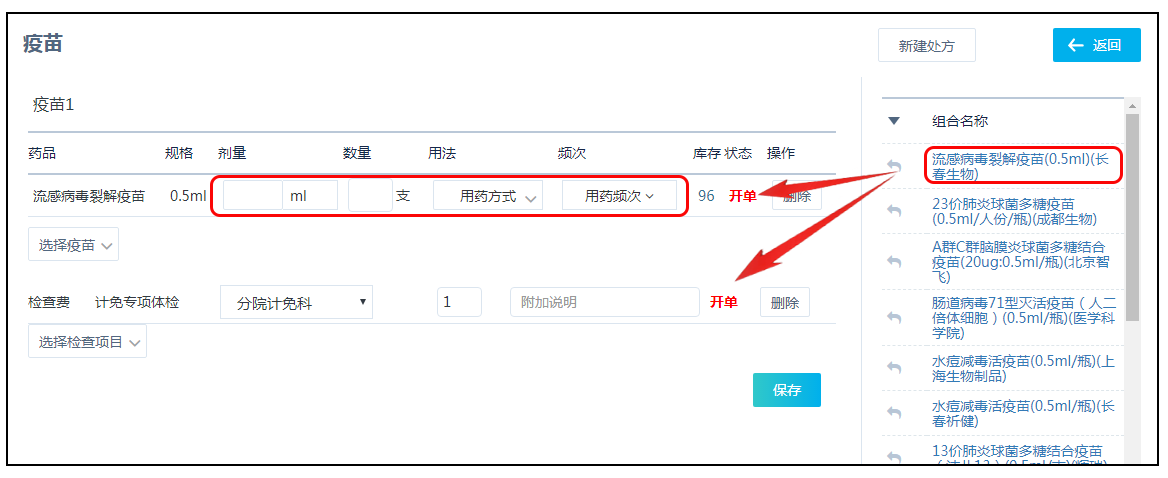 疫苗
新建处方
返回
疫苗1
药品 规格 剂量 数量 用法 频次 库存 状态 操作
流感病毒裂解疫苗 0.5ml ml 支 用药方式 用药频次 96 开单 删除
选择疫苗
检查费 计免专项体检 分院计免科 1 附加说明 开单 删除
选择检查项目
保存
组合名称
流感病毒裂解疫苗(0.5ml)(长
春生物)
23价肺炎球菌多糖疫苗
(0.5ml/人份/瓶)(成都生物)
A群C群脑膜炎球菌多糖结合
疫苗(20ug:0.5ml/瓶)(北京智
飞)
肠道病毒71型灭活疫苗（人二
倍体细胞）(0.5ml/瓶)(医学科
学院)
水痘减毒活疫苗(0.5ml/瓶)(上
海生物制品)
水痘减毒活疫苗(0.5ml/瓶)(长
春祈健)
13价肺炎球菌多糖结合疫苗